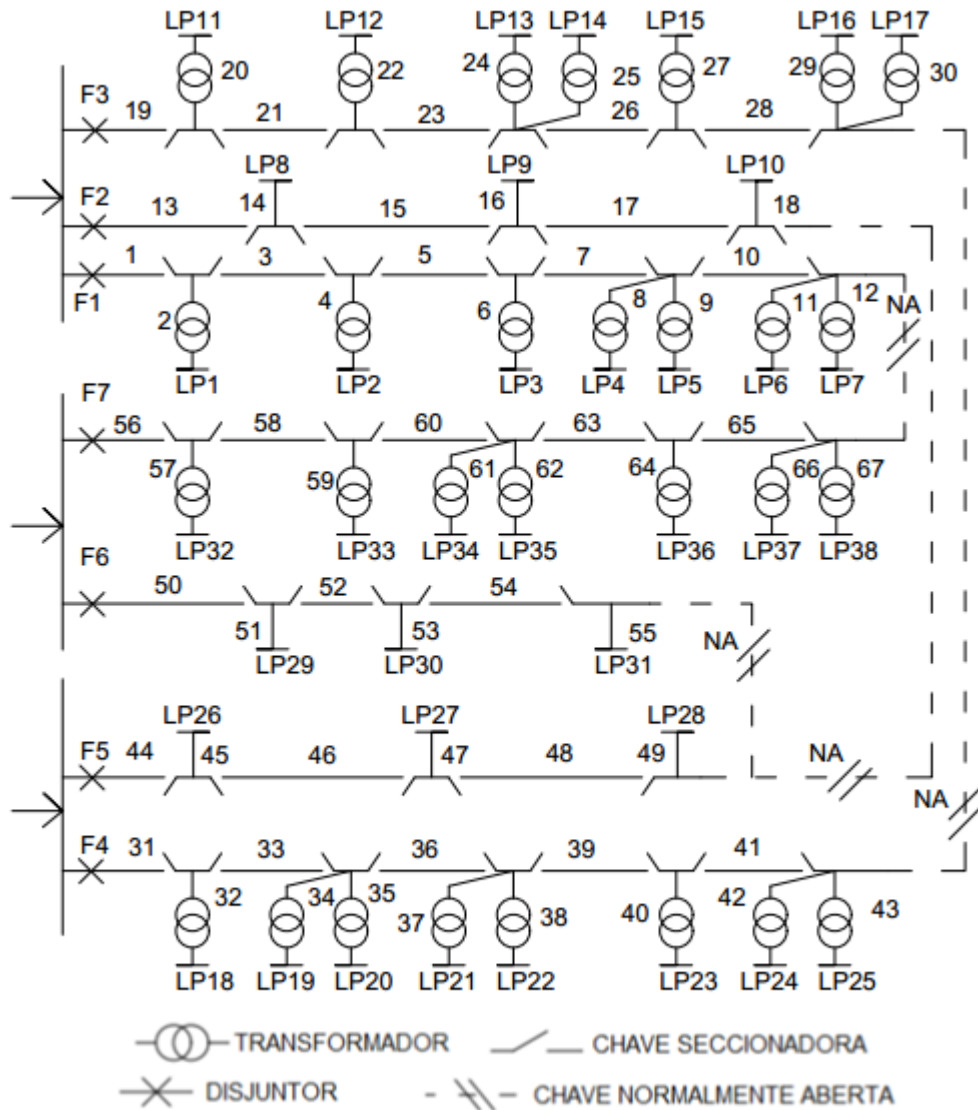 LP11 LP12 LP13 LP14 LP15 LP16 LP17
20 22 24 25 27 29 30
F3
19 21 23 26 28
LP8 LP9 LP10
F2
13 14 15 16 17 18
1 3 5 7 10
F1
2 4 6 8 9 11 12
NA
LP1 LP2 LP3 LP4 LP5 LP6 LP7
F7
56 58 60 63 65
57 59 61 62 64 66 67
LP32 LP33 LP34 LP35 LP36 LP37 LP38
F6
50 52 54
51 53 55
NA
LP29 LP30 LP31
LP26 LP27 LP28
F5
44 45 46 47 48 49
NA
NA
F4
31 33 36 39 41
32 34 35 37 38 40 42 43
LP18 LP19 LP20 LP21 LP22 LP23 LP24 LP25
TRANSFORMADOR CHAVE SECCIONADORA
DISJUNTOR CHAVE NORMALMENTE ABERTA